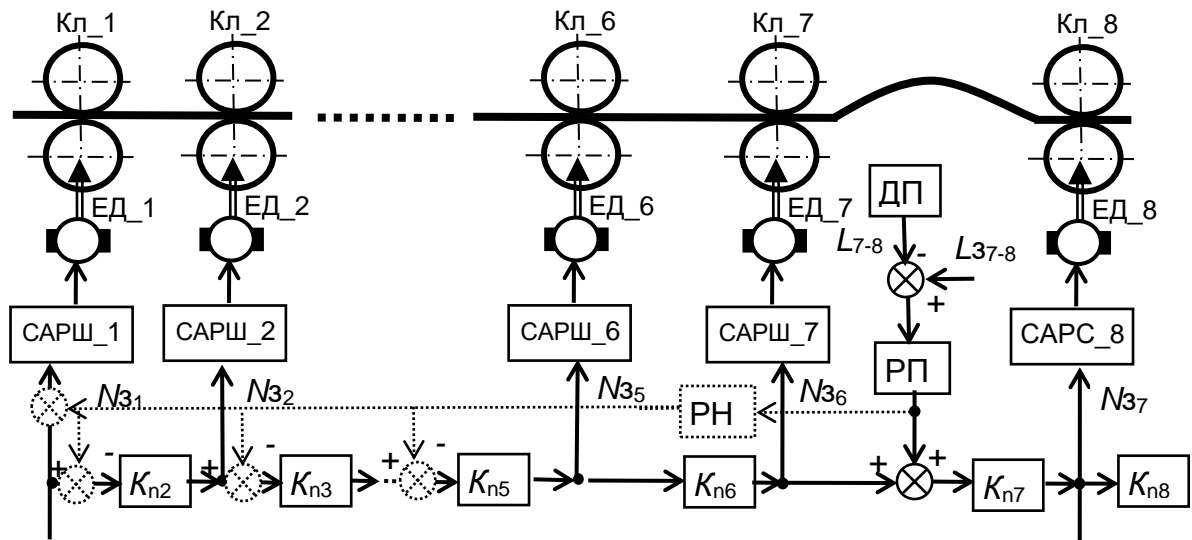 Кл_1 Кл_2 Кл_6 Кл_7 Кл_8
ДП
ЕД_1 ЕД_2 ЕД_6 ЕД_7 ЕД_8
L7-8 - Lз7-8
+
САРШ_1 САРШ_2 САРШ_6 САРШ_7 САРС_8
РП
Nз1 Nз2 Nз5 РН Nз6 Nз7
- - - + +
+ - + - + - + +
Kп2 Kп3 Kп5 Kп6 Kп7 Kп8